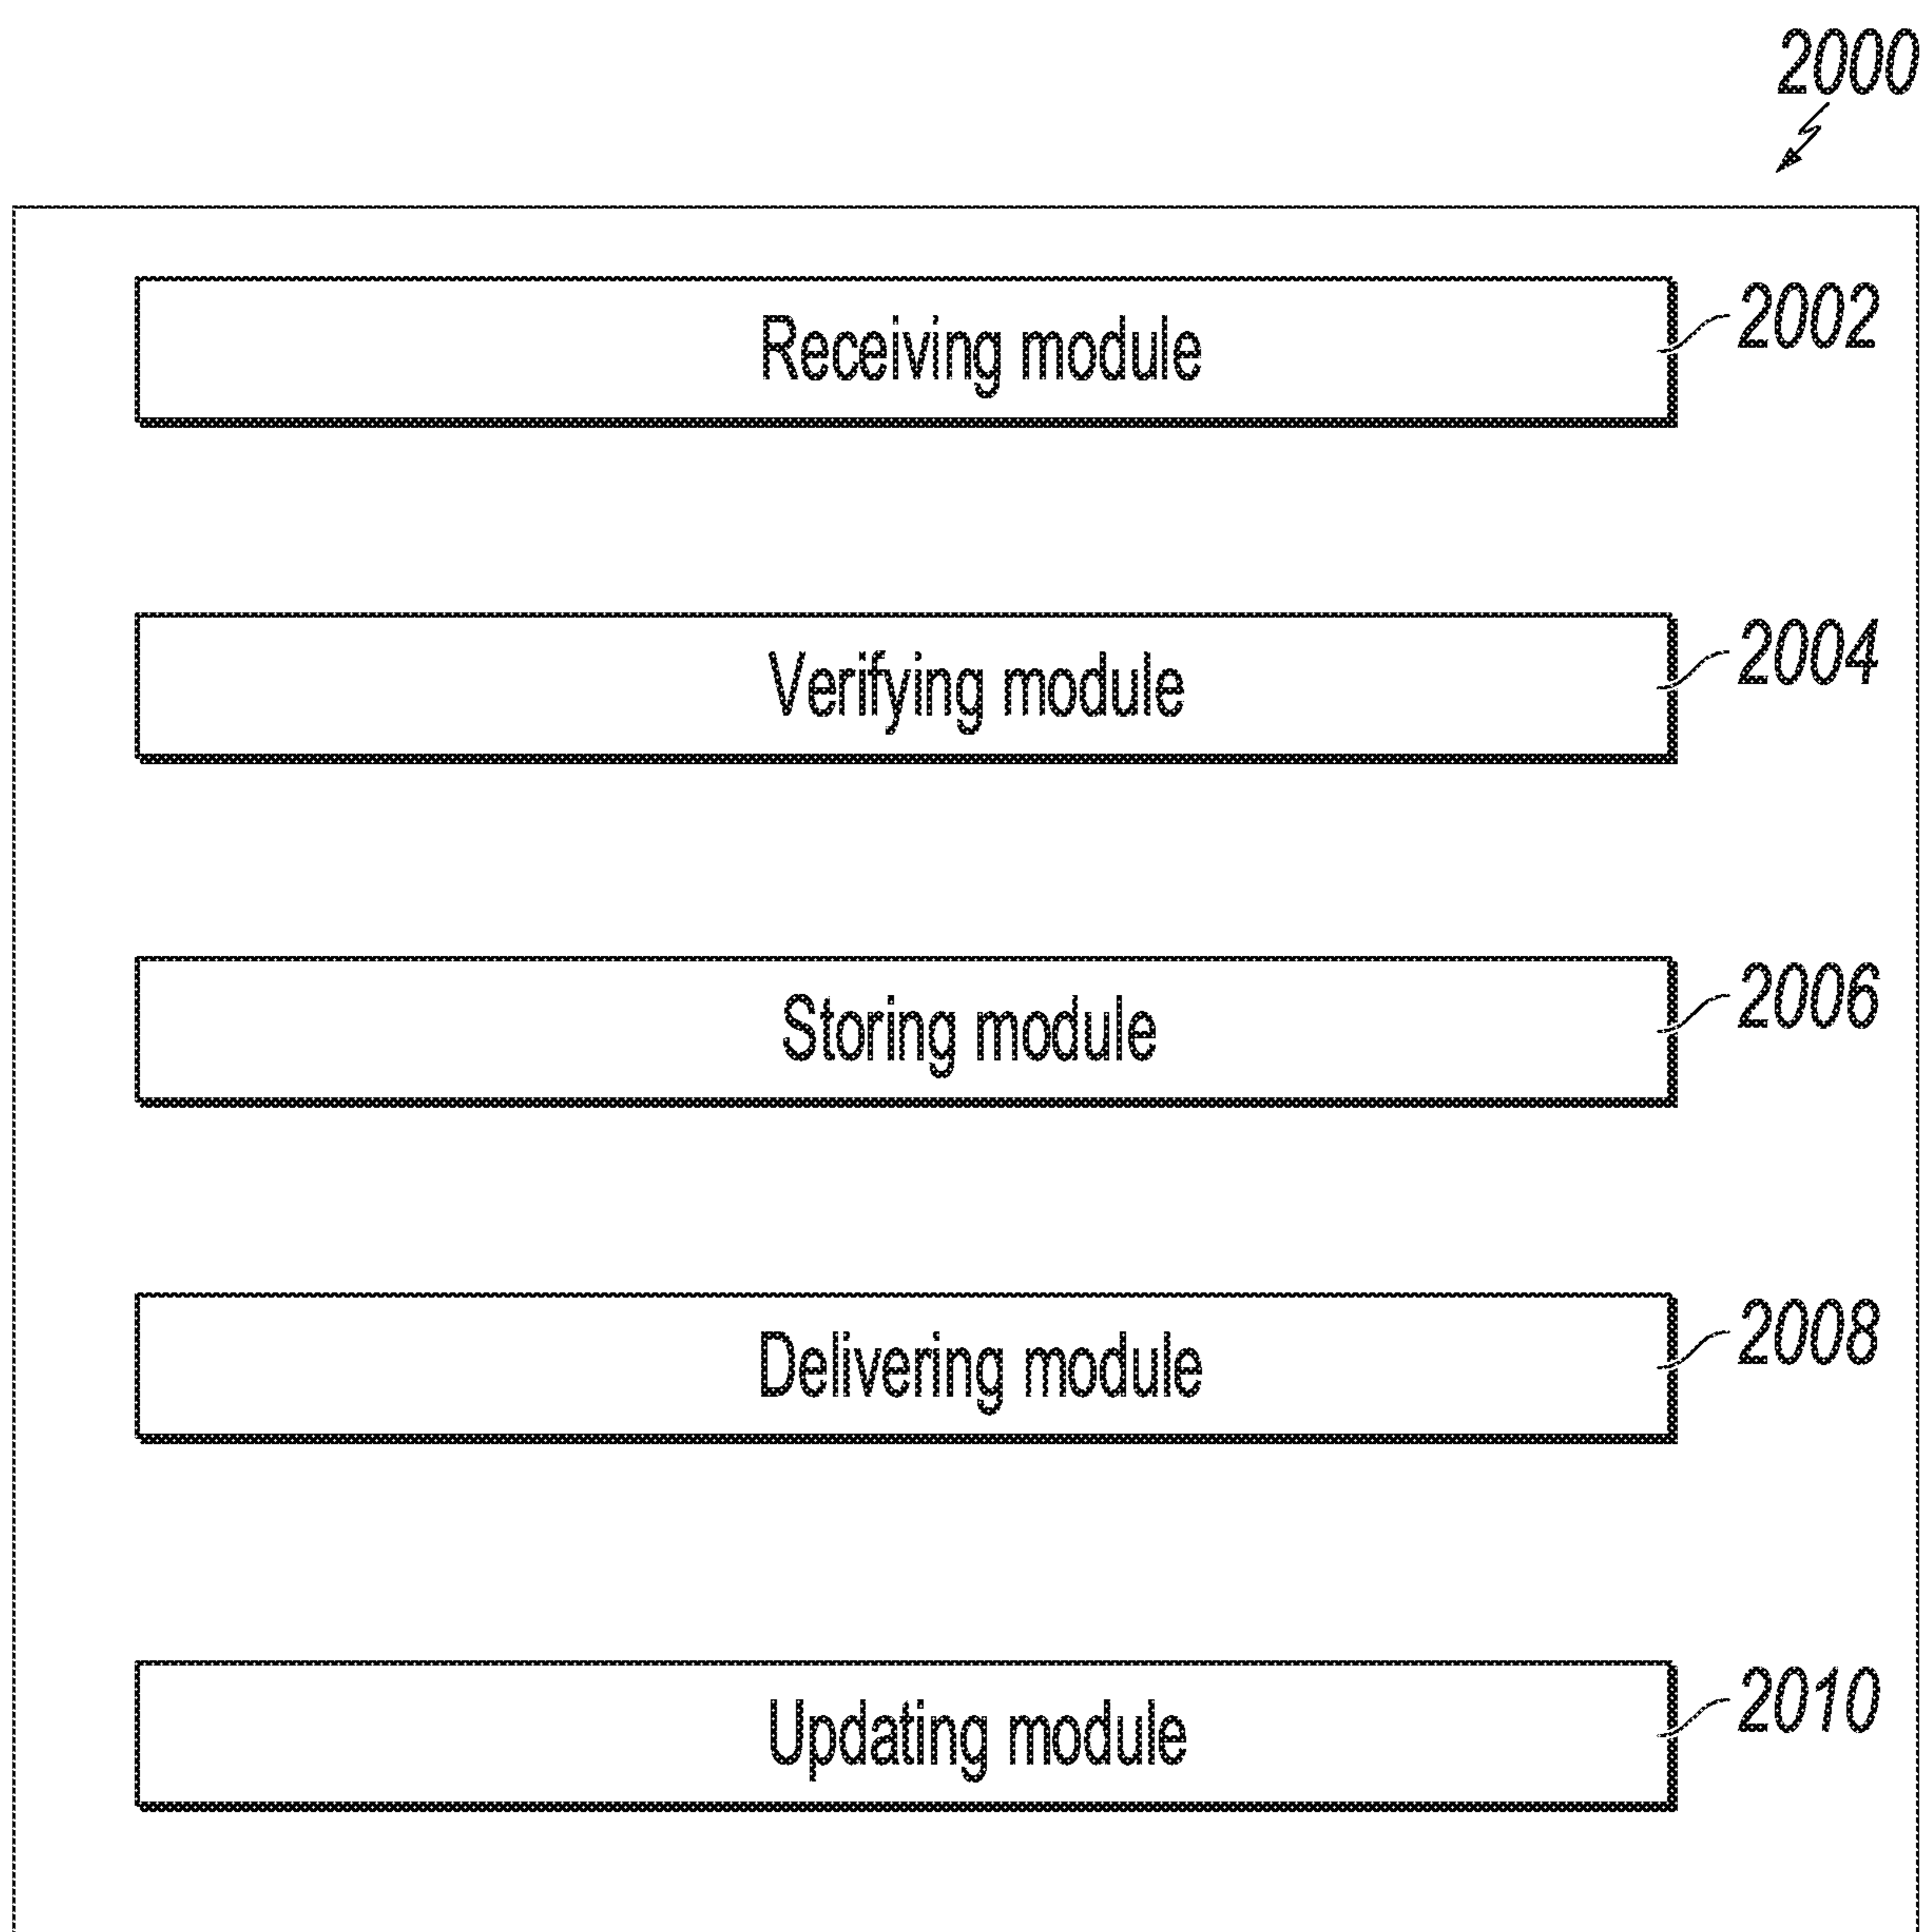 2000
Receiving module 2002
Verifying module 2004
Storing module 2006
Delivering module 2008
Updating module 2010